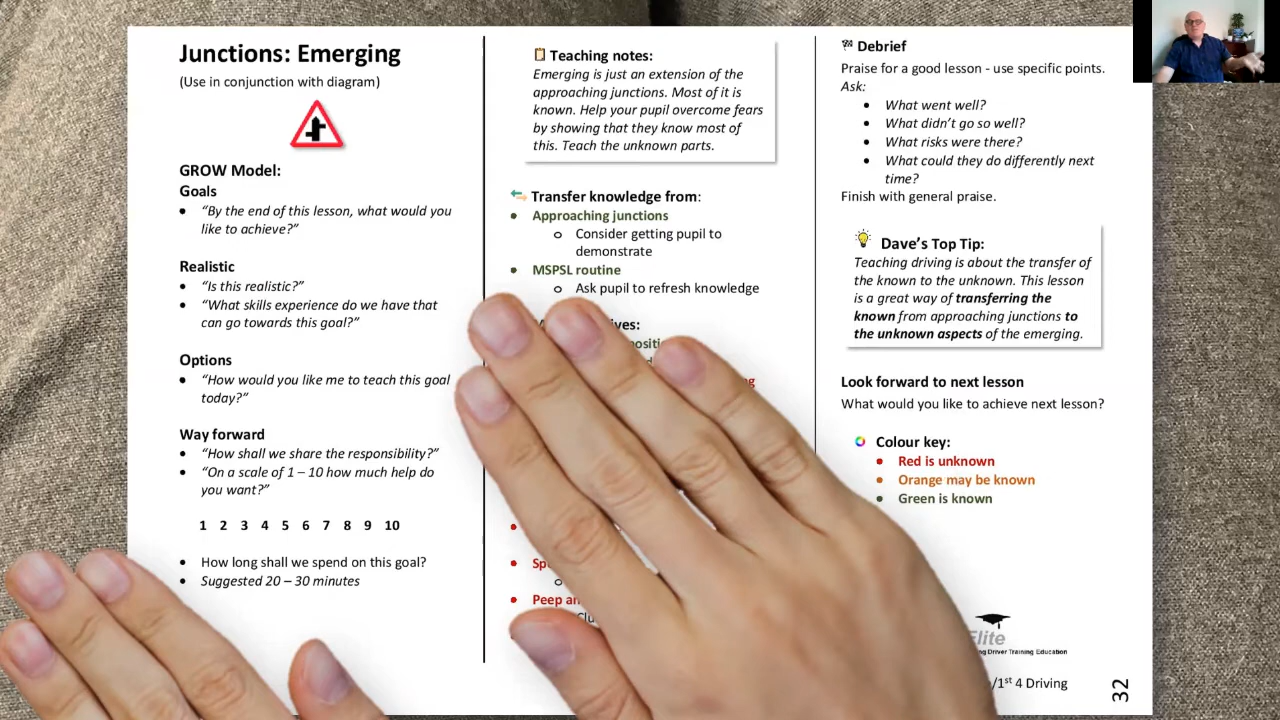 Junctions: Emerging
(Use in conjunction with diagram)
GROW Model:
Goals
• “By the end of this lesson, what would you
like to achieve?”
Realistic
• “Is this realistic?”
• “What skills experience do we have that
can go towards this goal?”
Options
• “How would you like me to teach this goal
today?”
Way forward
• “How shall we share the responsibility?”
• “On a scale of 1 – 10 how much help do
you want?”
1 2 3 4 5 6 7 8 9 10
• How long shall we spend on this goal?
• Suggested 20 – 30 minutes
Teaching notes:
Emerging is just an extension of the
approaching junctions. Most of it is
known. Help your pupil overcome fears
by showing that they know most of
this. Teach the unknown parts.
Transfer knowledge from:
• Approaching junctions
o Consider getting pupil to
demonstrate
• MSPSL routine
o Ask pupil to refresh knowledge
Peep
Debrief
Praise for a good lesson - use specific points.
Ask:
• What went well?
• What didn’t go so well?
• What risks were there?
• What could they do differently next
time?
Finish with general praise.
Dave’s Top Tip:
Teaching driving is about the transfer of
the known to the unknown. This lesson
is a great way of transferring the
known from approaching junctions to
the unknown aspects of the emerging.
Look forward to next lesson
What would you like to achieve next lesson?
Colour key:
• Red is unknown
• Orange may be known
• Green is known
Elite
Driver Training Education
/1st 4 Driving
32